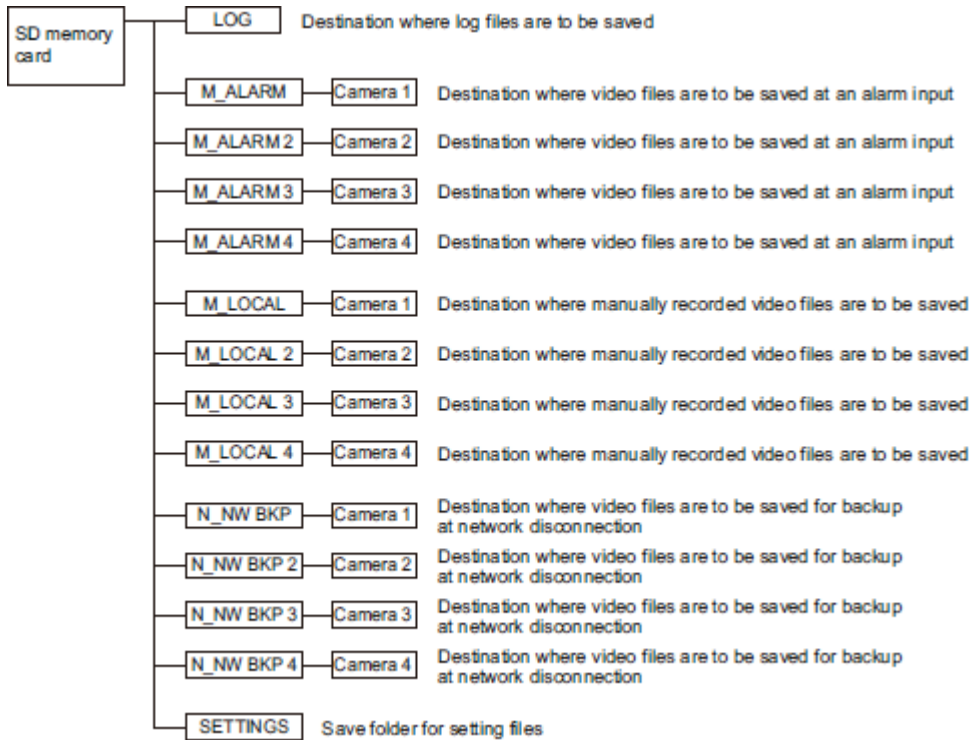 SD memory
card
LOG Destination where log files are to be saved
M_ALARM Camera 1 Destination where video files are to be saved at an alarm input
M_ALARM 2 Camera 2 Destination where video files are to be saved at an alarm input
M_ALARM 3 Camera 3 Destination where video files are to be saved at an alarm input
M_ALARM 4 Camera 4 Destination where video files are to be saved at an alarm input
M_LOCAL Camera 1 Destination where manually recorded video files are to be saved
M_LOCAL 2 Camera 2 Destination where manually recorded video files are to be saved
M_LOCAL 3 Camera 3 Destination where manually recorded video files are to be saved
M_LOCAL 4 Camera 4 Destination where manually recorded video files are to be saved
N_NW BKP Camera 1 Destination where video files are to be saved for backup
at network disconnection
N_NW BKP 2 Camera 2 Destination where video files are to be saved for backup
at network disconnection
N_NW BKP 3 Camera 3 Destination where video files are to be saved for backup
at network disconnection
N_NW BKP 4 Camera 4 Destination where video files are to be saved for backup
at network disconnection
SETTINGS Save folder for setting files